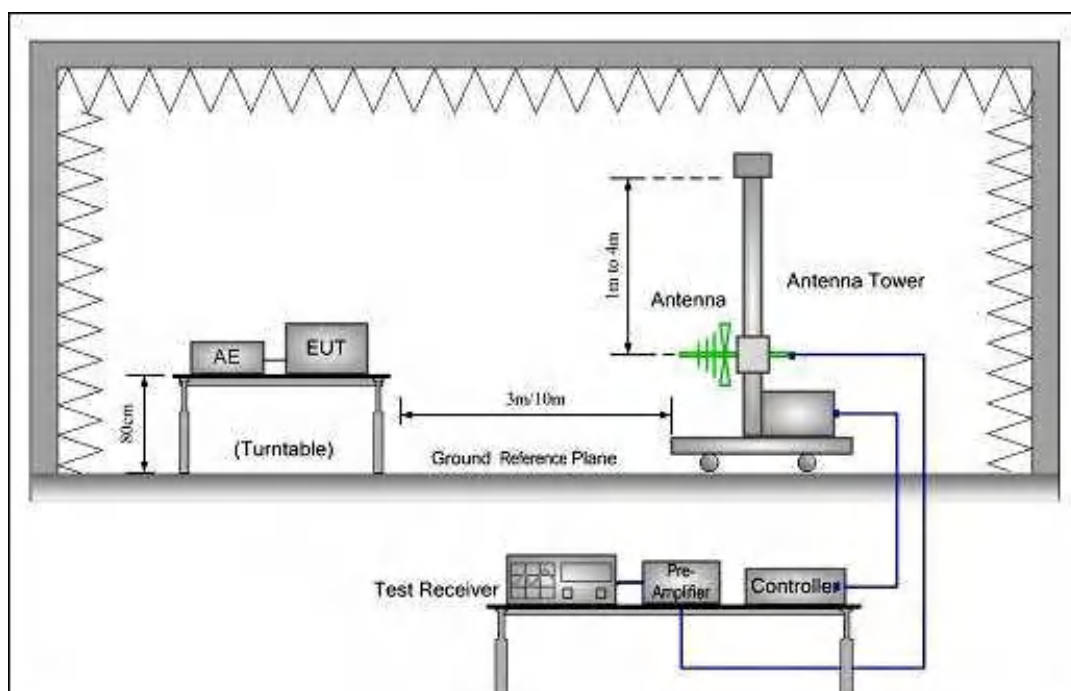 1m to 4m
Antenna
Antenna Tower
AE
EUT
80cm
3m/10m
(Turntable)
Ground Reference Plane
Test Receiver
Pre-
Amplifier
Controller